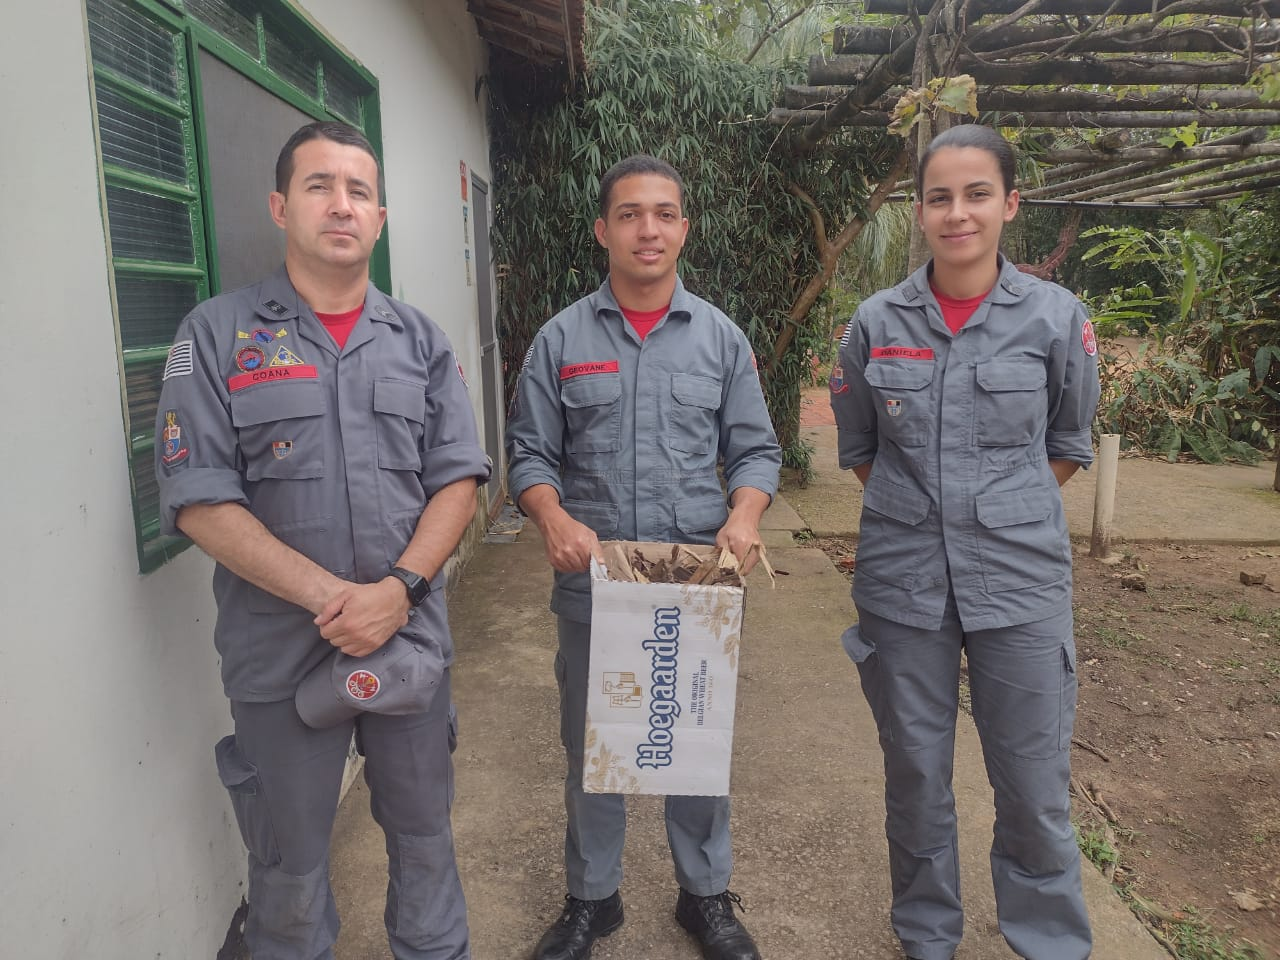 GOANA
GEOVANE
DANIELA
Hoegaarden
THE ORIGINAL
BELGIAN WHEAT BEER